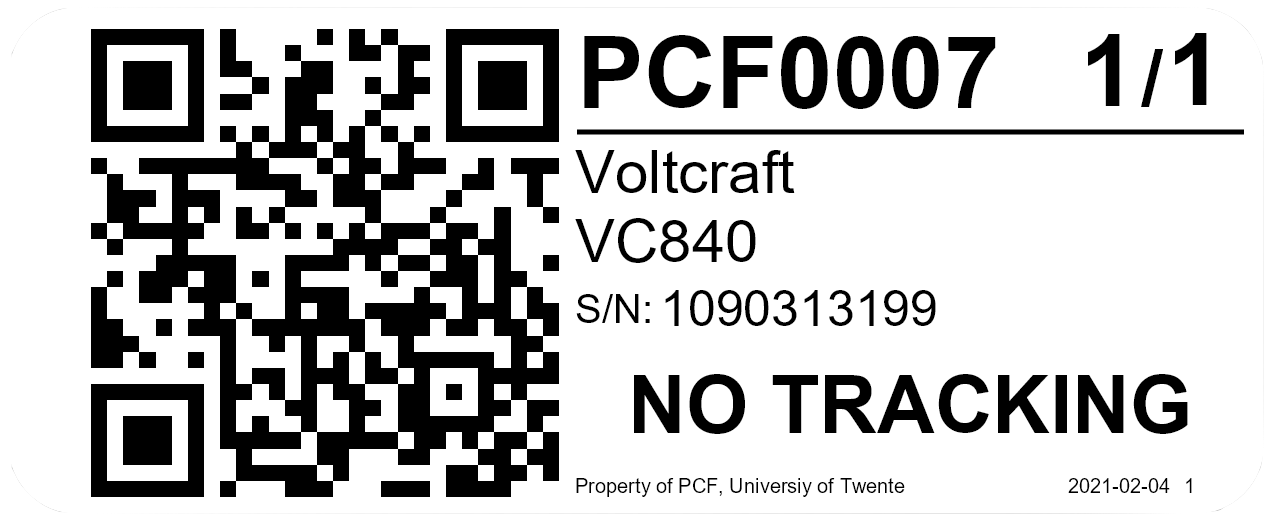 PCF0007 1/1
Voltcraft
VC840
S/N: 1090313199
NO TRACKING
Property of PCF, Universiy of Twente 2021-02-04 1